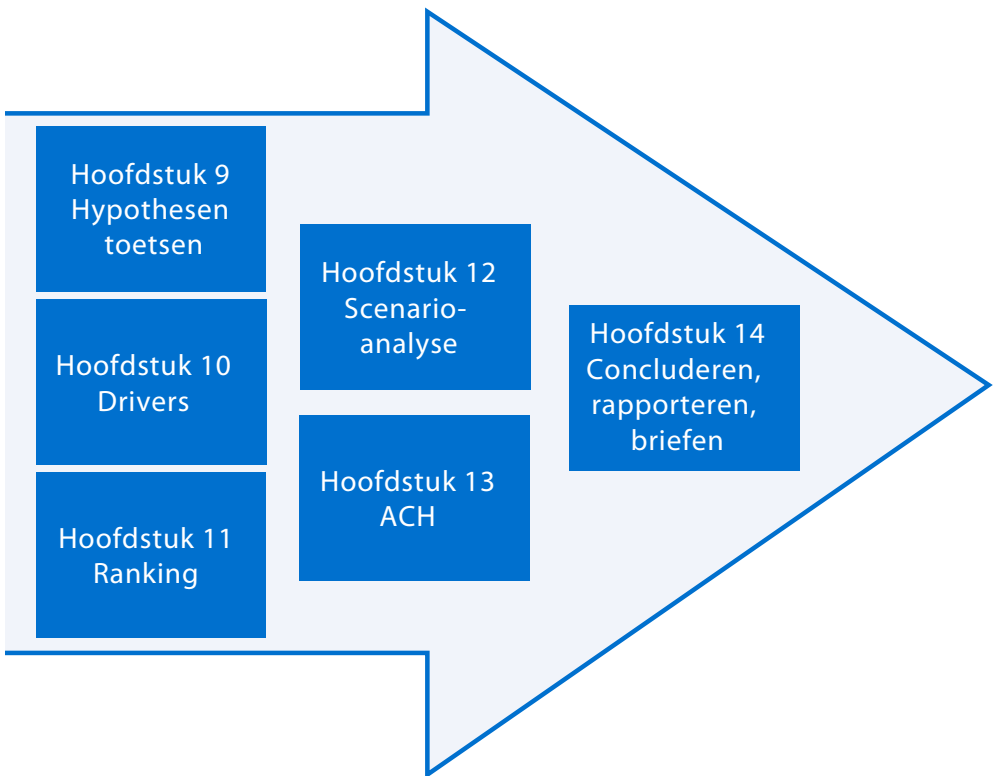 Hoofdstuk 9
Hypothesen
toetsen
Hoofdstuk 10
Drivers
Hoofdstuk 11
Ranking
Hoofdstuk 12
Scenario-
analyse
Hoofdstuk 13
ACH
Hoofdstuk 14
Concluderen,
rapporteren,
briefen